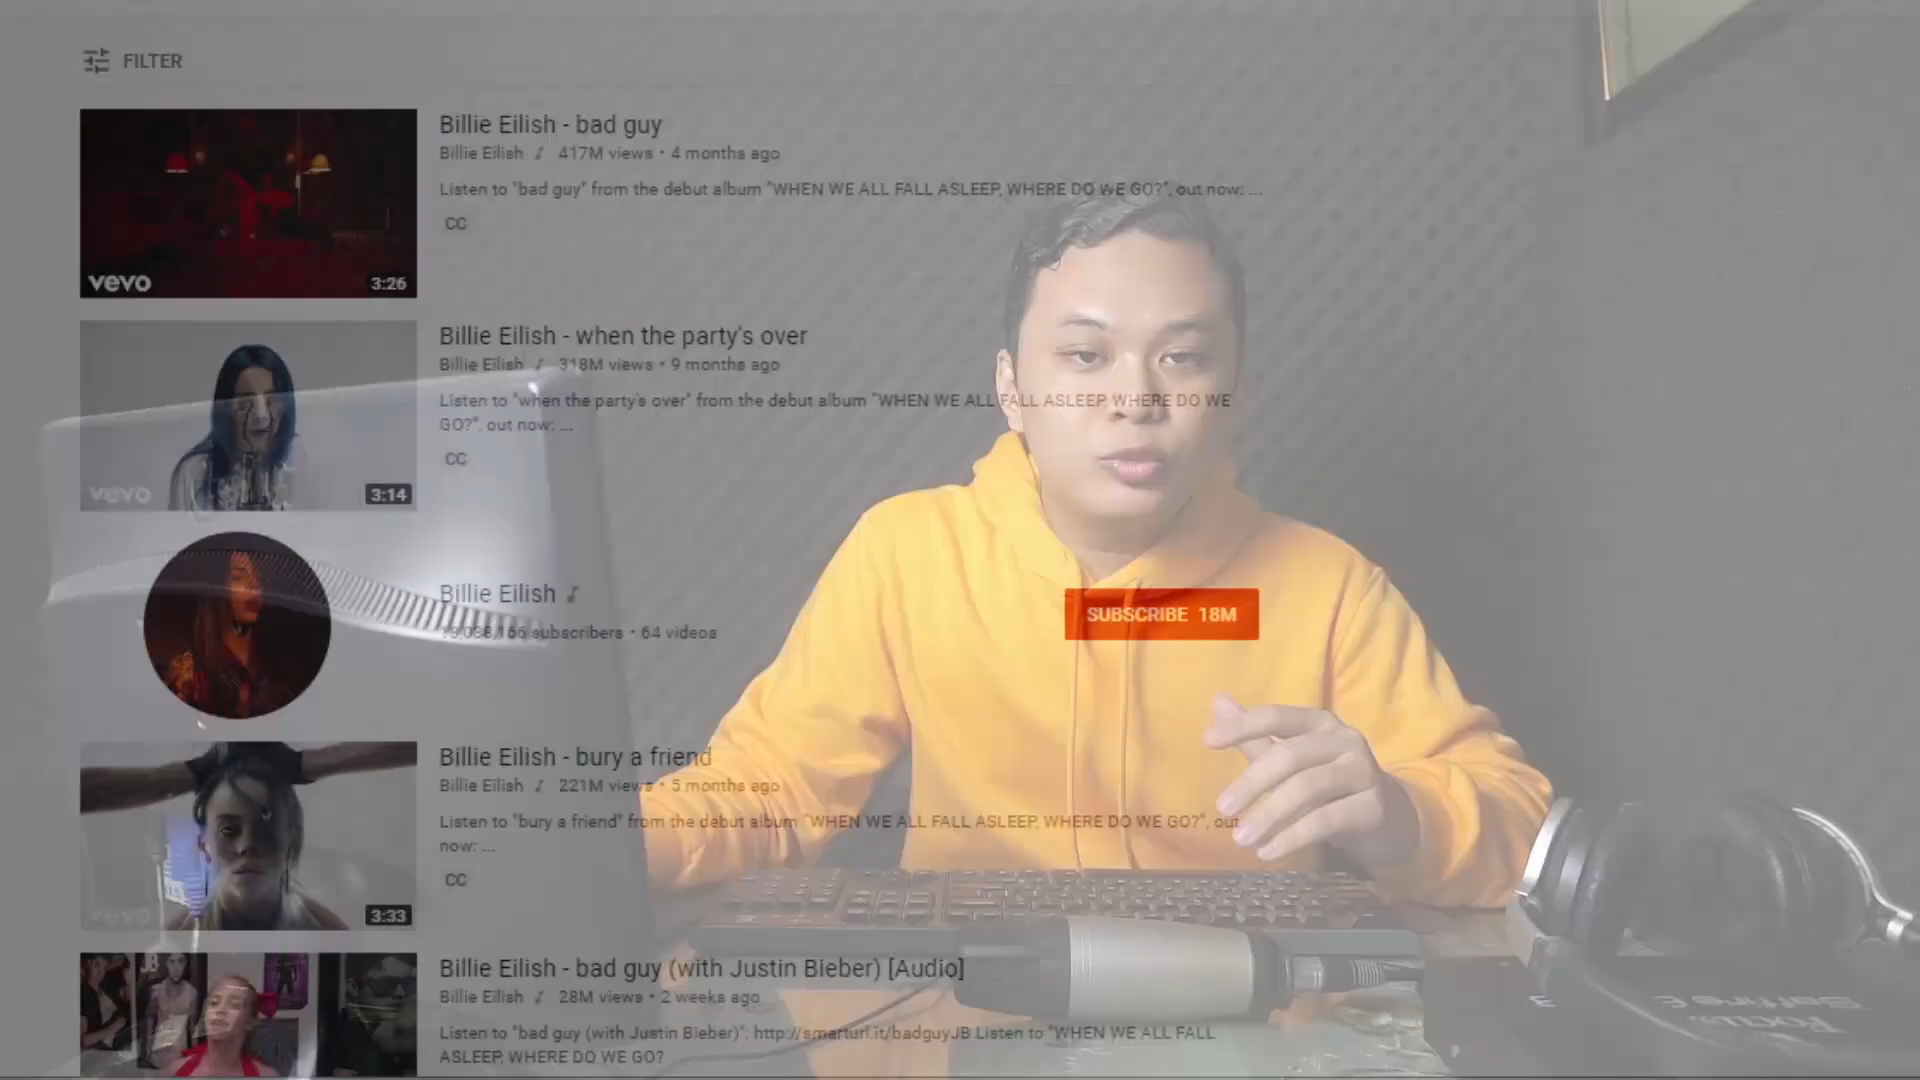 FILTER
Billie Eilish - bad guy
Billie Eilish ♪ 417M views • 4 months ago
Listen to "bad guy" from the debut album "WHEN WE ALL FALL ASLEEP, WHERE DO WE GO?", out now: ...
CC
vevo
3:26
Billie Eilish - when the party's over
Billie Eilish ♪ 318M views • 9 months ago
Listen to "when the party's over" from the debut album "WHEN WE ALL FALL ASLEEP, WHERE DO WE
GO?", out now: ...
CC
vevo
3:14
Billie Eilish ♪
subscribers • 64 videos
SUBSCRIBE 18M
Billie Eilish - bury a friend
Billie Eilish ♪ 221M views • 5 months ago
Listen to "bury a friend" from the debut album "WHEN WE ALL FALL ASLEEP, WHERE DO WE GO?", out
now: ...
CC
vevo
3:33
JB
Billie Eilish - bad guy (with Justin Bieber) [Audio]
Billie Eilish ♪ 28M views • 2 weeks ago
Listen to "bad guy (with Justin Bieber)": http://smarturl.it/badguyJB Listen to "WHEN WE ALL FALL
ASLEEP, WHERE DO WE GO?